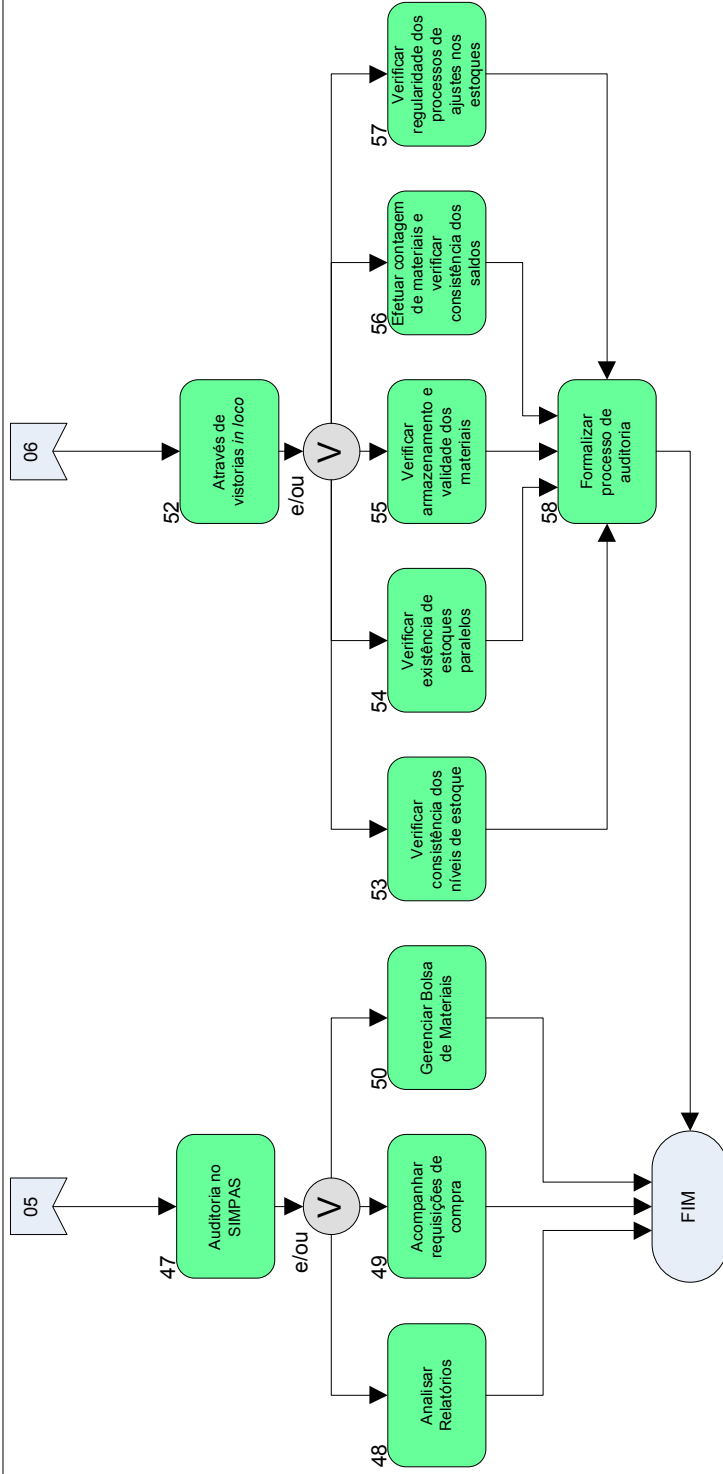 05
47
Auditoria no
SIMPAS
e/ou
V
48
Analisar
Relatórios
49
Acompanhar
requisições de
compra
50
Gerenciar Bolsa
de Materiais
FIM
06
52
Através de
vistorias in loco
e/ou
V
53
Verificar
consistência dos
níveis de estoque
54
Verificar
existência de
estoques
paralelos
55
Verificar
armazenamento e
validade dos
materiais
56
Efetuar contagem
de materiais e
verificar
consistência dos
saldos
57
Verificar
regularidade dos
processos de
ajustes nos
estoques
58
Formalizar
processo de
auditoria